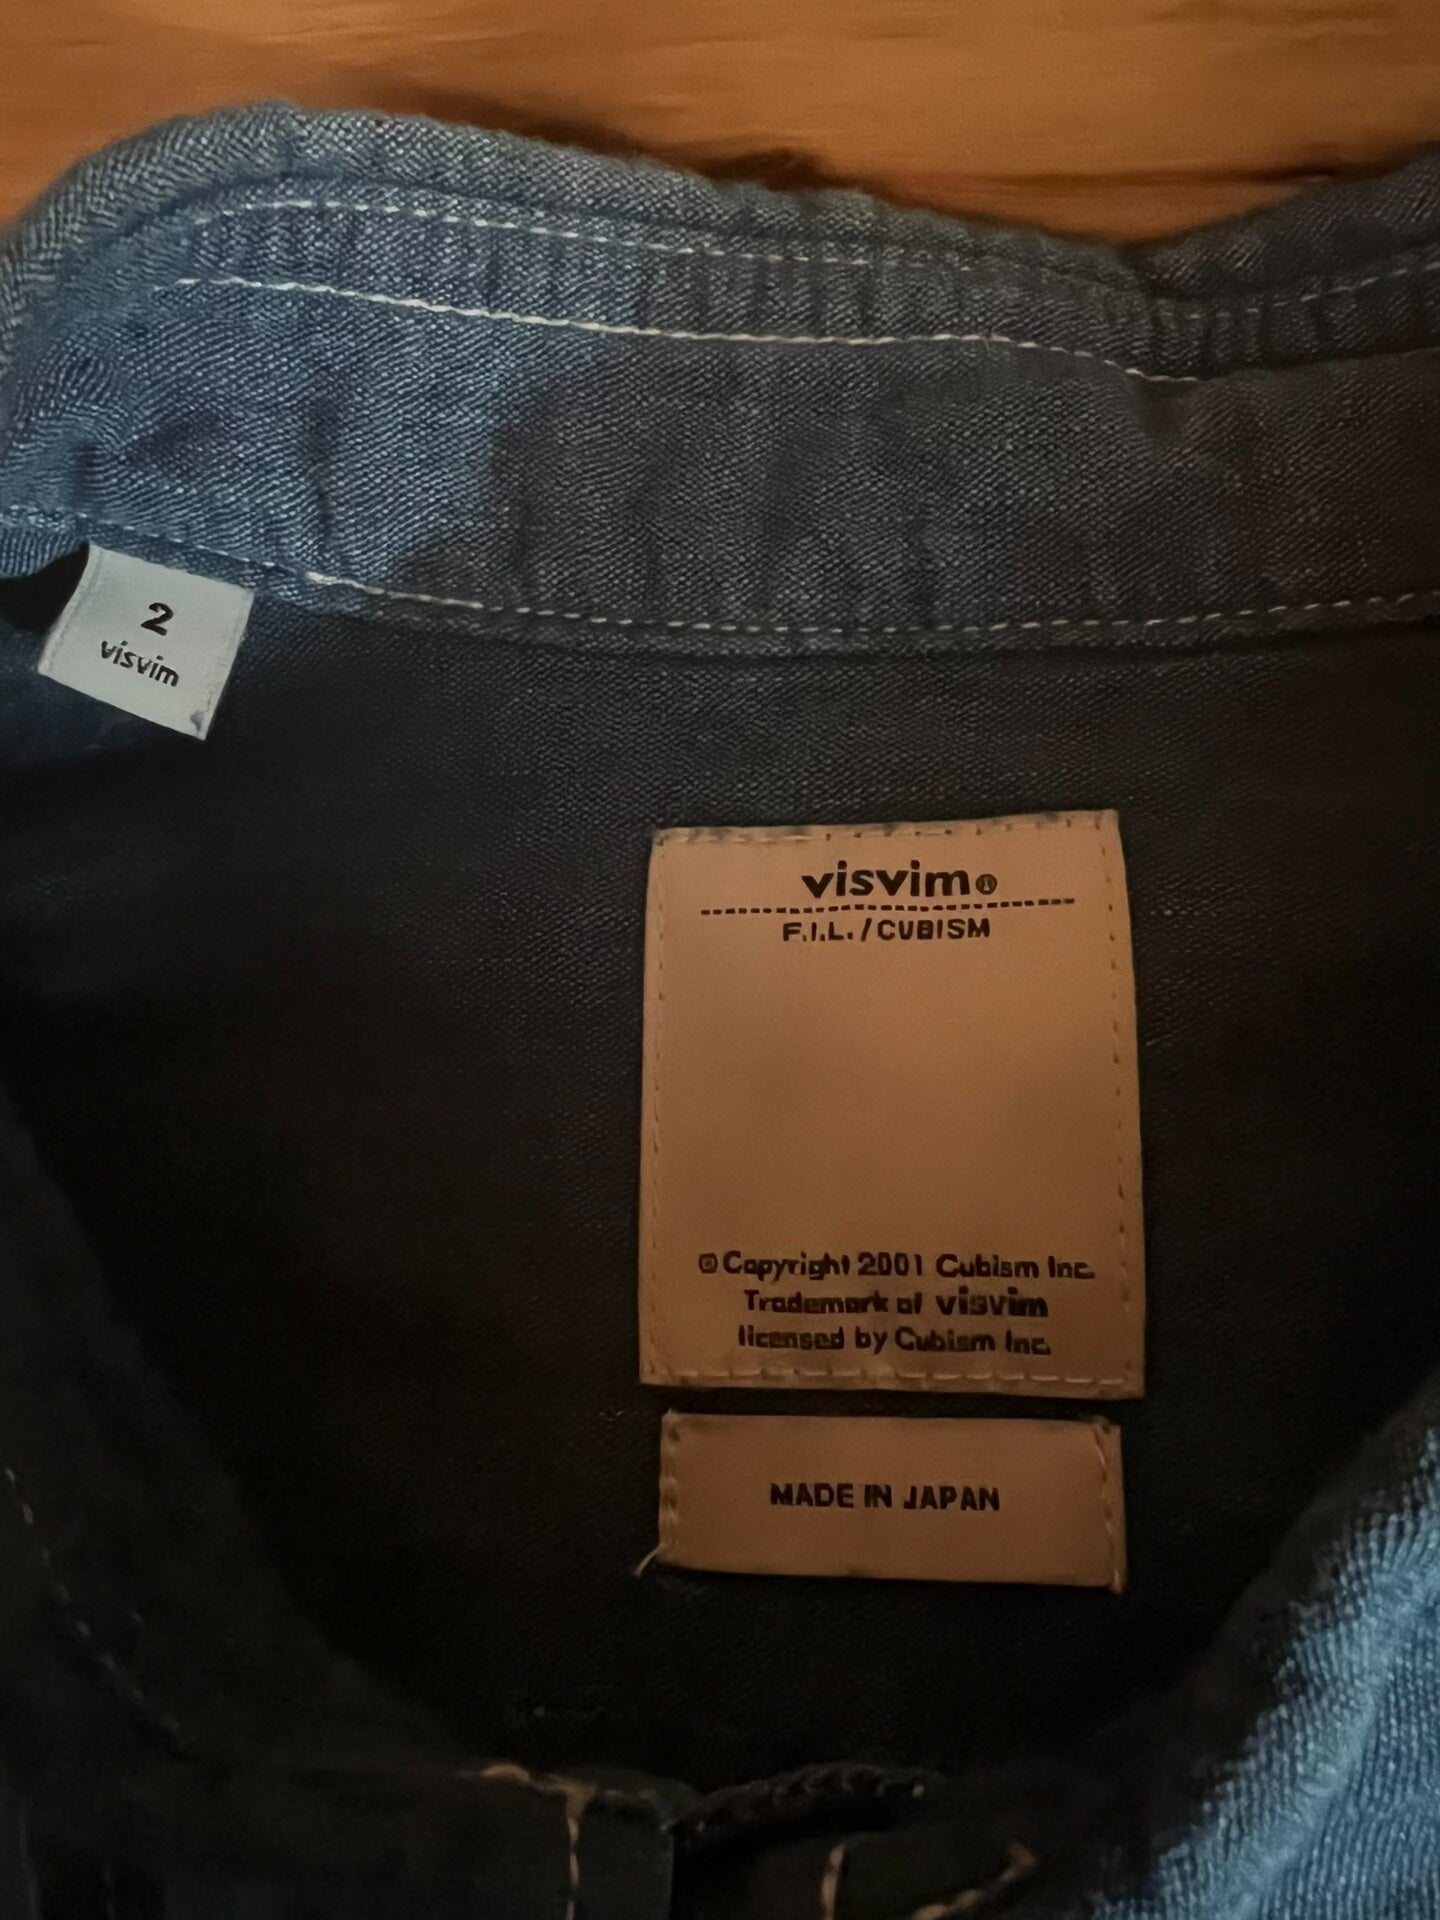 2
visvim
visvim®
F.I.L./CUBISM
© Copyright 2001 Cubism Inc.
Trademark of visvim
licensed by Cubism Inc.
MADE IN JAPAN